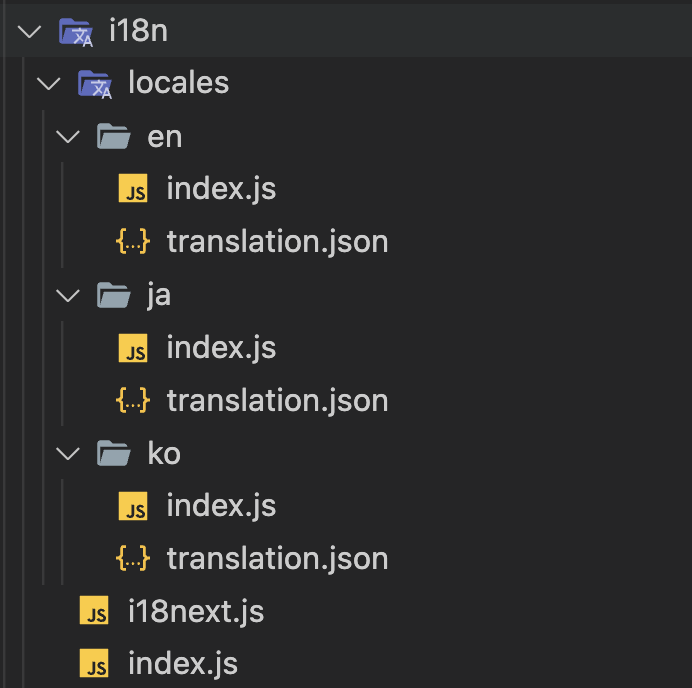 i18n
locales
en
JS index.js
{...} translation.json
ja
JS index.js
{...} translation.json
ko
JS index.js
{...} translation.json
JS i18next.js
JS index.js